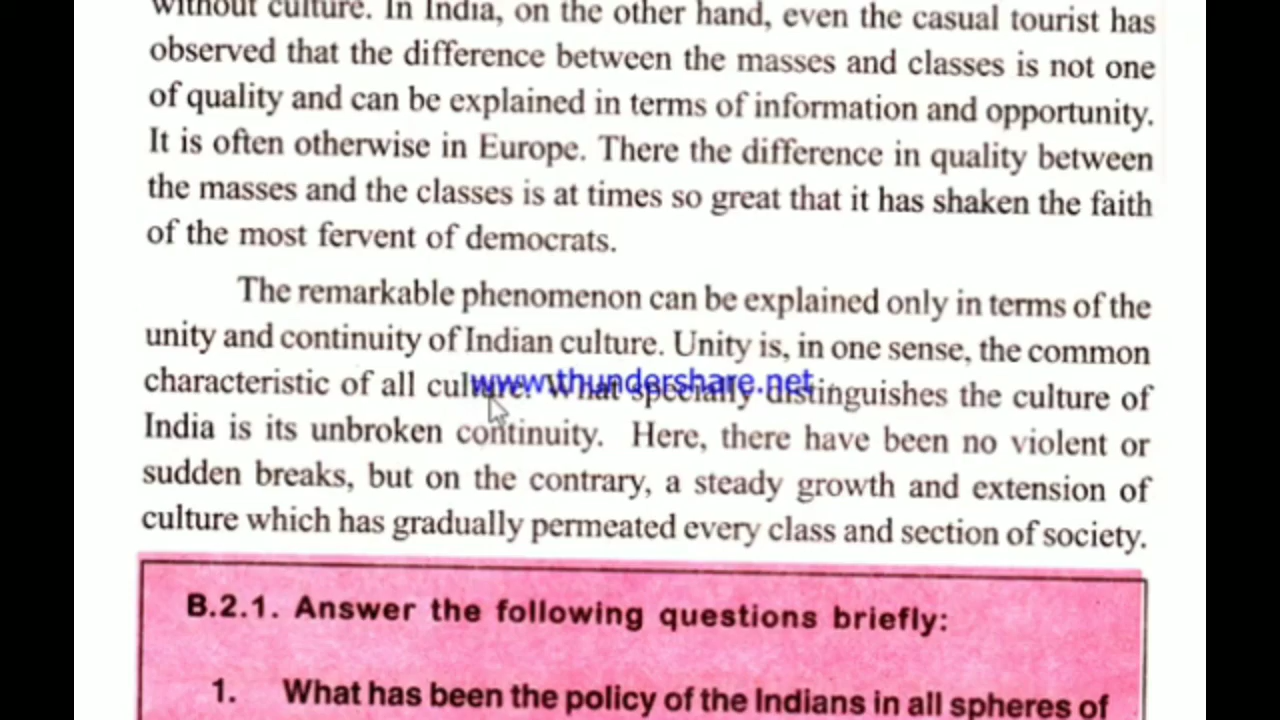 without culture. In India, on the other hand, even the casual tourist has
observed that the difference between the masses and classes is not one
of quality and can be explained in terms of information and opportunity.
It is often otherwise in Europe. There the difference in quality between
the masses and the classes is at times so great that it has shaken the faith
of the most fervent of democrats.
The remarkable phenomenon can be explained only in terms of the
unity and continuity of Indian culture. Unity is, in one sense, the common
characteristic of all culture. What specially distinguishes the culture of
www.thundershare.net
India is its unbroken continuity. Here, there have been no violent or
sudden breaks, but on the contrary, a steady growth and extension of
culture which has gradually permeated every class and section of society.
B.2.1. Answer the following questions briefly:
1. What has been the policy of the Indians in all spheres of